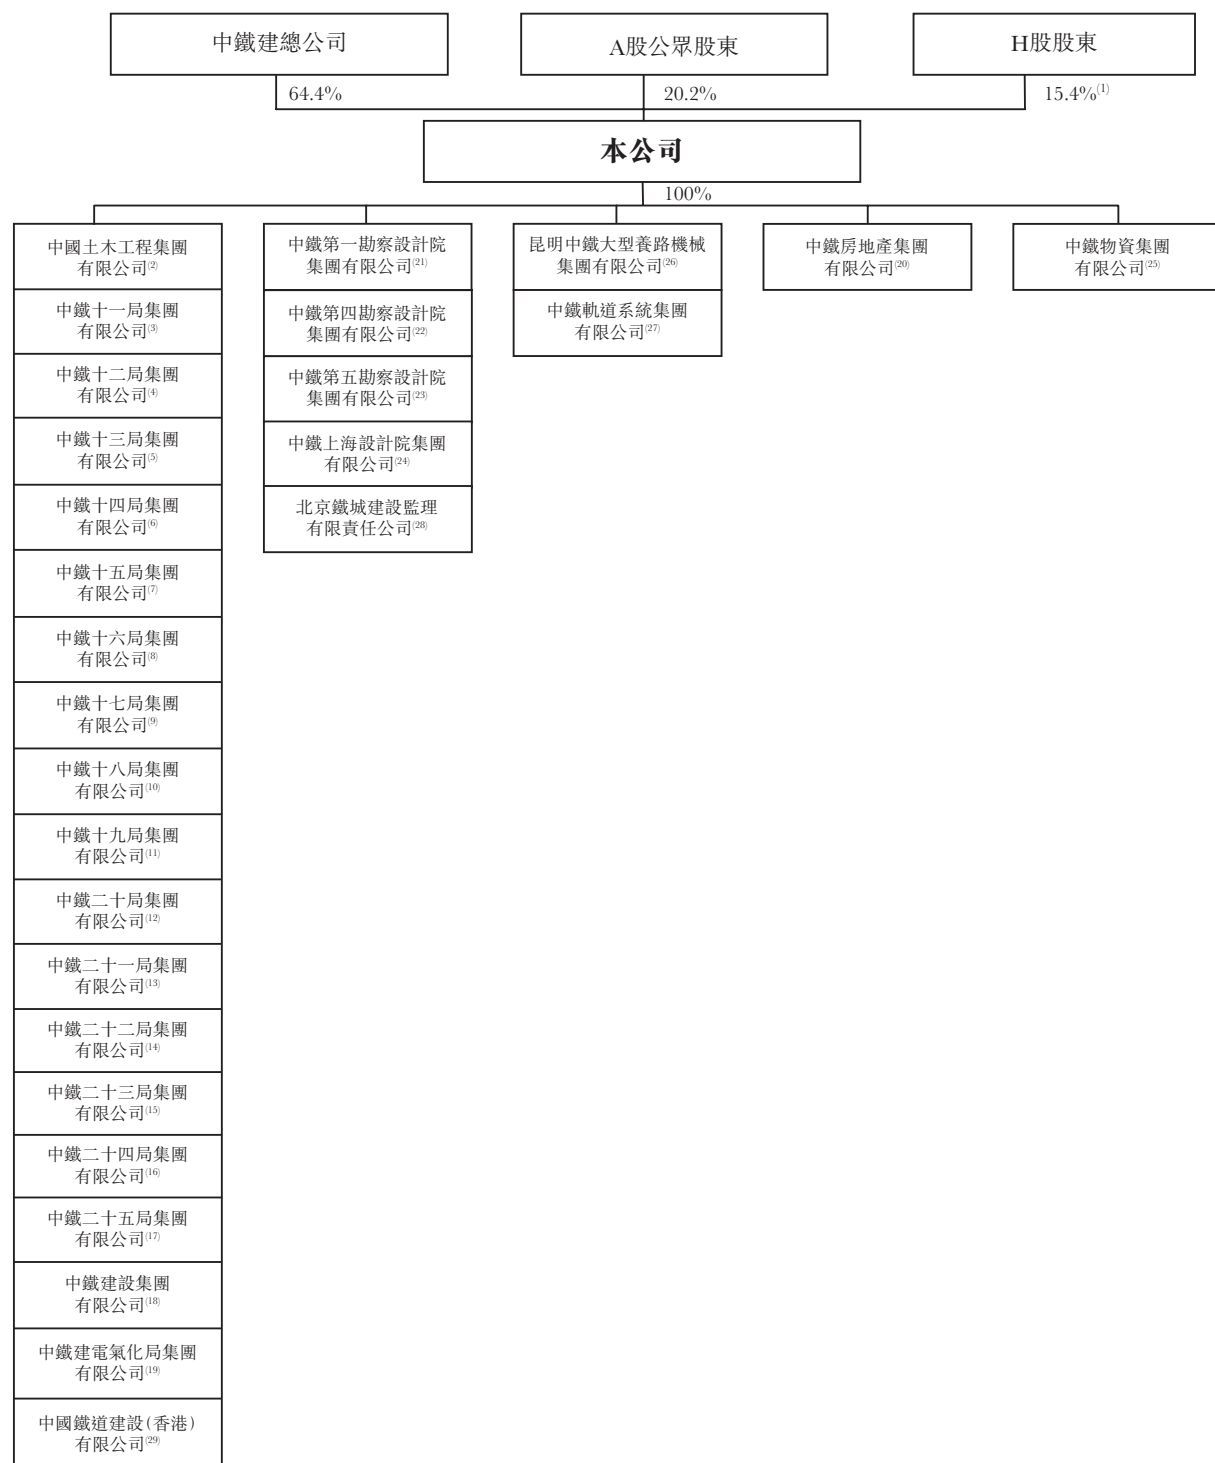 中鐵建總公司
A股公眾股東
H股股東
64.4%
20.2%
15.4%(1)
本公司
100%
中國土木工程集團
有限公司(2)
中鐵十一局集團
有限公司(3)
中鐵十二局集團
有限公司(4)
中鐵十三局集團
有限公司(5)
中鐵十四局集團
有限公司(6)
中鐵十五局集團
有限公司(7)
中鐵十六局集團
有限公司(8)
中鐵十七局集團
有限公司(9)
中鐵十八局集團
有限公司(10)
中鐵十九局集團
有限公司(11)
中鐵二十局集團
有限公司(12)
中鐵二十一局集團
有限公司(13)
中鐵二十二局集團
有限公司(14)
中鐵二十三局集團
有限公司(15)
中鐵二十四局集團
有限公司(16)
中鐵二十五局集團
有限公司(17)
中鐵建設集團
有限公司(18)
中鐵建電氣化局集團
有限公司(19)
中國鐵道建設(香港)
有限公司(29)
中鐵第一勘察設計院
集團有限公司(21)
中鐵第四勘察設計院
集團有限公司(22)
中鐵第五勘察設計院
集團有限公司(23)
中鐵上海設計院集團
有限公司(24)
北京鐵城建設監理
有限責任公司(28)
昆明中鐵大型養路機械
集團有限公司(26)
中鐵軌道系統集團
有限公司(27)
中鐵房地產集團
有限公司(20)
中鐵物資集團
有限公司(25)